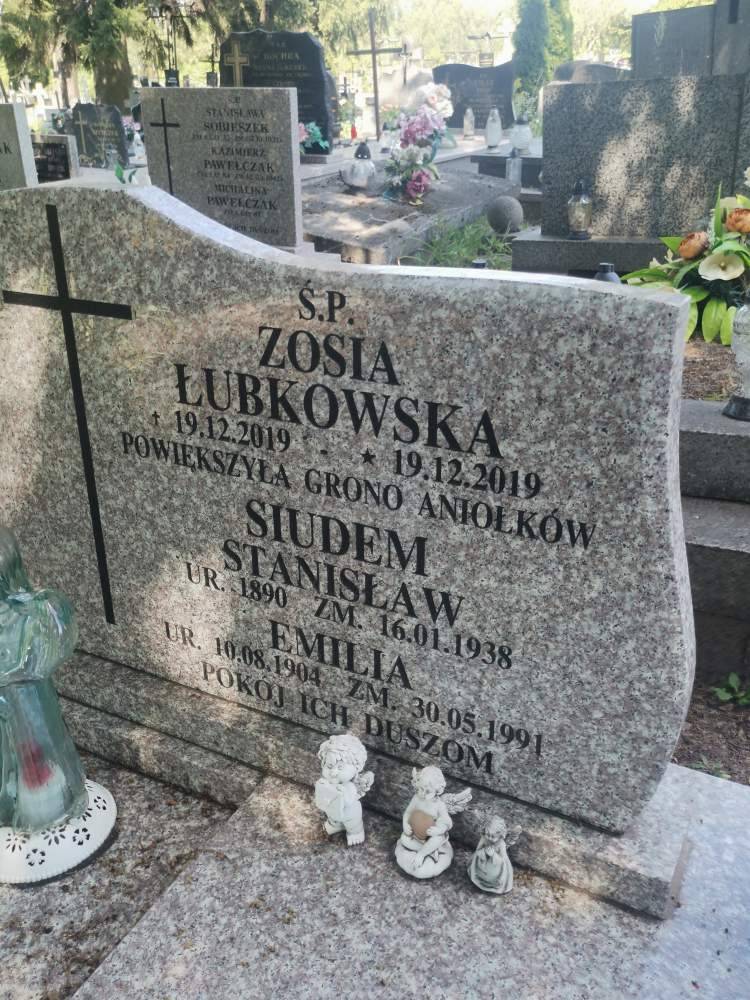 STANISŁAWA
SOBIESZEK
KAZIMIERZ
PAWEŁCZAK
MICHALINA
PAWEŁCZAK
Ś.P.
ZOSIA
ŁUBKOWSKA
✝ 19.12.2019 - ★ 19.12.2019
POWIĘKSZYŁA GRONO ANIOŁKÓW
SIUDEM
STANISŁAW
UR. 1890 ZM. 16.01.1938
EMILIA
UR. 10.08.1904 ZM. 30.05.1991
POKÓJ ICH DUSZOM